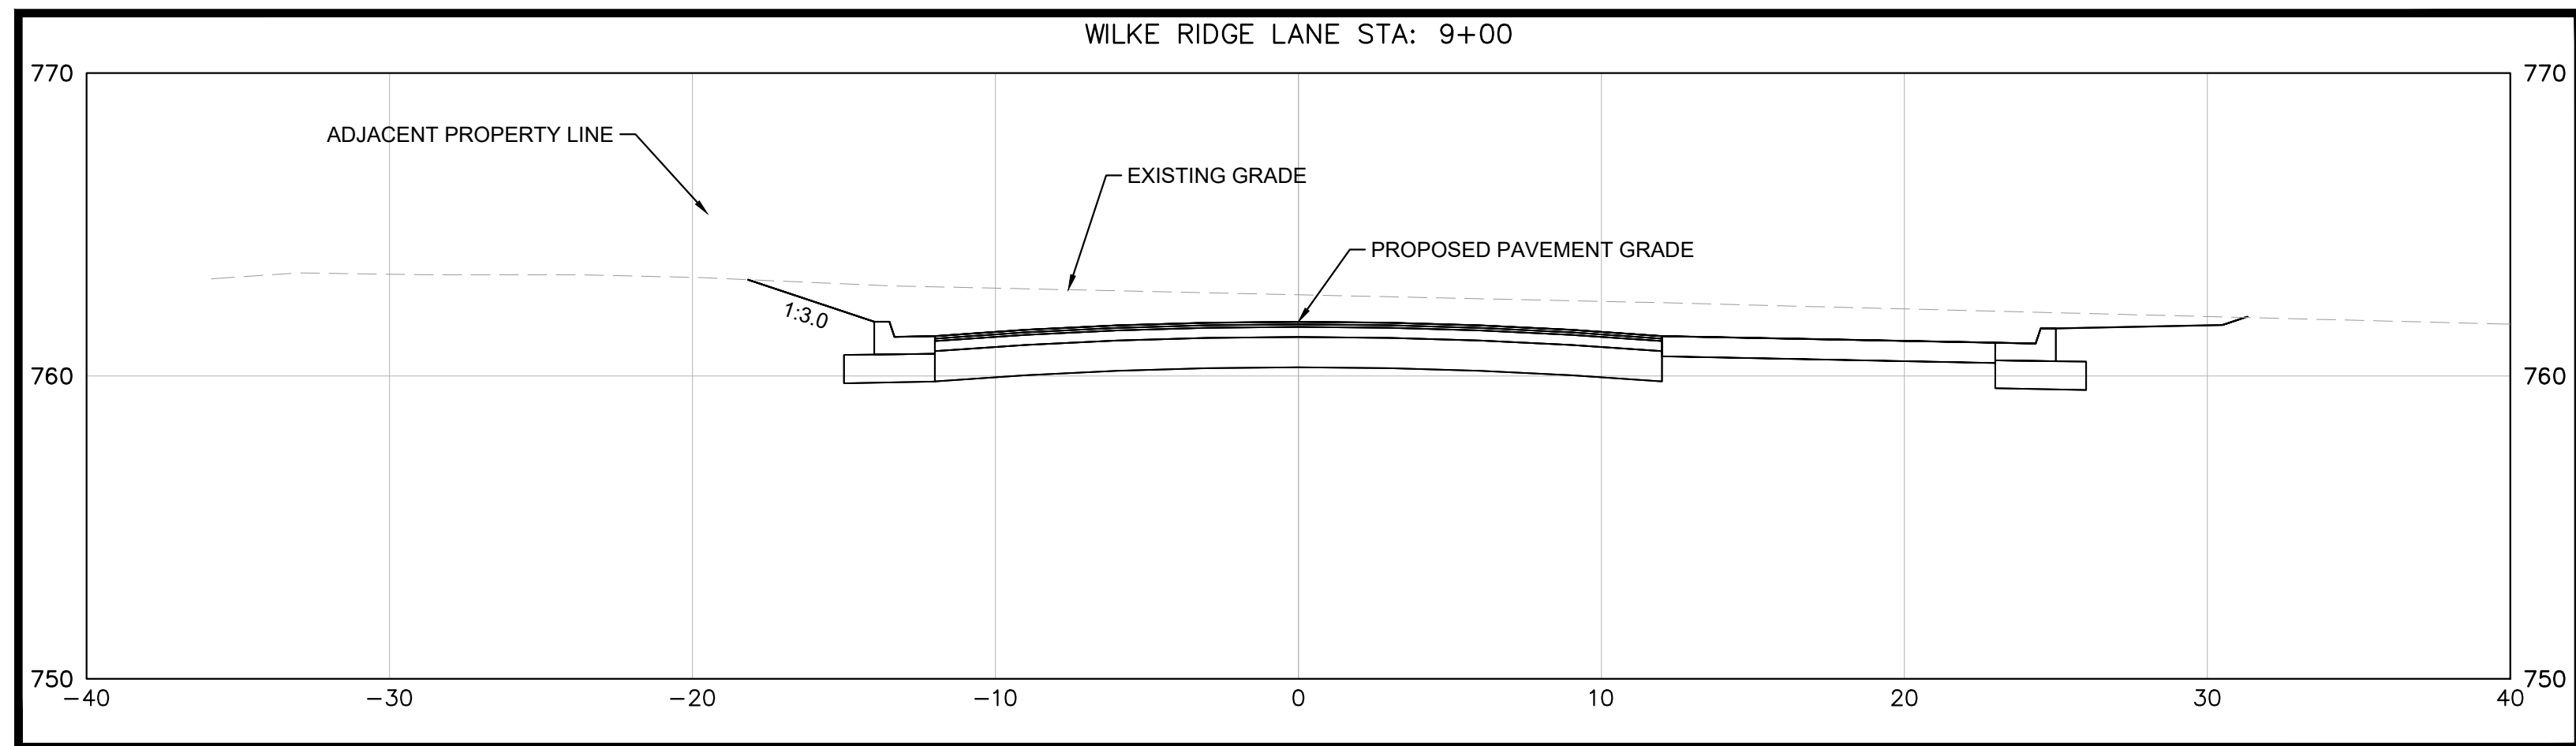 WILKE RIDGE LANE STA: 9+00
770 770
ADJACENT PROPERTY LINE
EXISTING GRADE
PROPOSED PAVEMENT GRADE
1:3.0
760 760
750 750
-40 -30 -20 -10 0 10 20 30 40